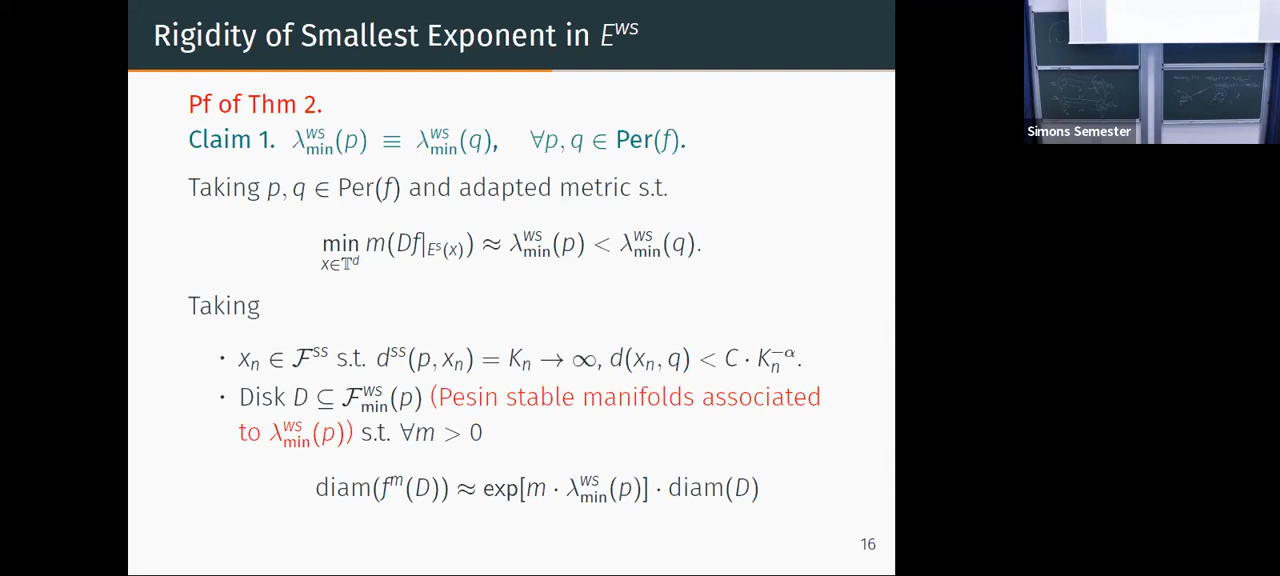 Rigidity of Smallest Exponent in E^{ws}
Pf of Thm 2.
Claim 1. λ^{ws}_{min}(p) ≡ λ^{ws}_{min}(q), ∀p, q ∈ Per(f).
Taking p, q ∈ Per(f) and adapted metric s.t.
min_{x∈𝕋^d} m(Df|_{E^s(x)}) ≈ λ^{ws}_{min}(p) < λ^{ws}_{min}(q).
Taking
• x_n ∈ 𝓕^{ss} s.t. d^{ss}(p, x_n) = K_n → ∞, d(x_n, q) < C · K_n^{−α}.
• Disk D ⊆ 𝓕^{ws}_{min}(p) (Pesin stable manifolds associated
to λ^{ws}_{min}(p)) s.t. ∀m > 0
diam(f^m(D)) ≈ exp[m · λ^{ws}_{min}(p)] · diam(D)
16
Simons Semester